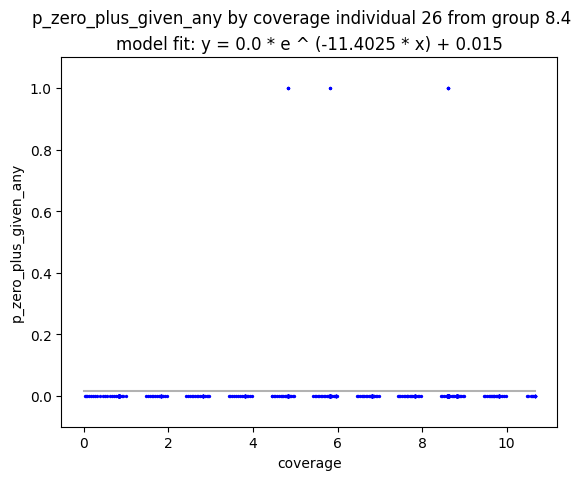 p_zero_plus_given_any by coverage individual 26 from group 8.4
model fit: y = 0.0 * e ^ (-11.4025 * x) + 0.015
1.0
0.8
0.6
0.4
0.2
0.0
p_zero_plus_given_any
0 2 4 6 8 10
coverage